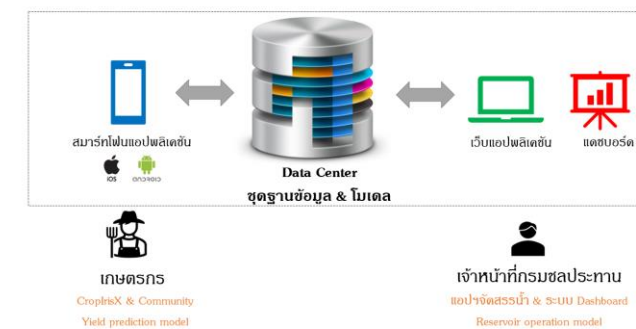 สมาร์ทโฟนแอปพลิเคชัน
iOS
ANDROID
Data Center
ชุดฐานข้อมูล & โมเดล
เว็บแอปพลิเคชัน
แดชบอร์ด
เกษตรกร
CropIrisX & Community
Yield prediction model
เจ้าหน้าที่กรมชลประทาน
แอปฯจัดสรรน้ำ & ระบบ Dashboard
Reservoir operation model